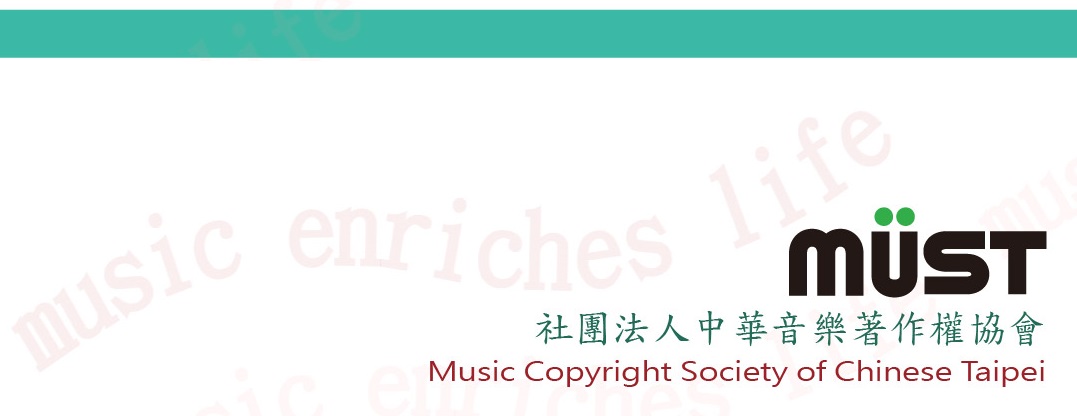 music enriches life
MÜST
社團法人中華音樂著作權協會
Music Copyright Society of Chinese Taipei